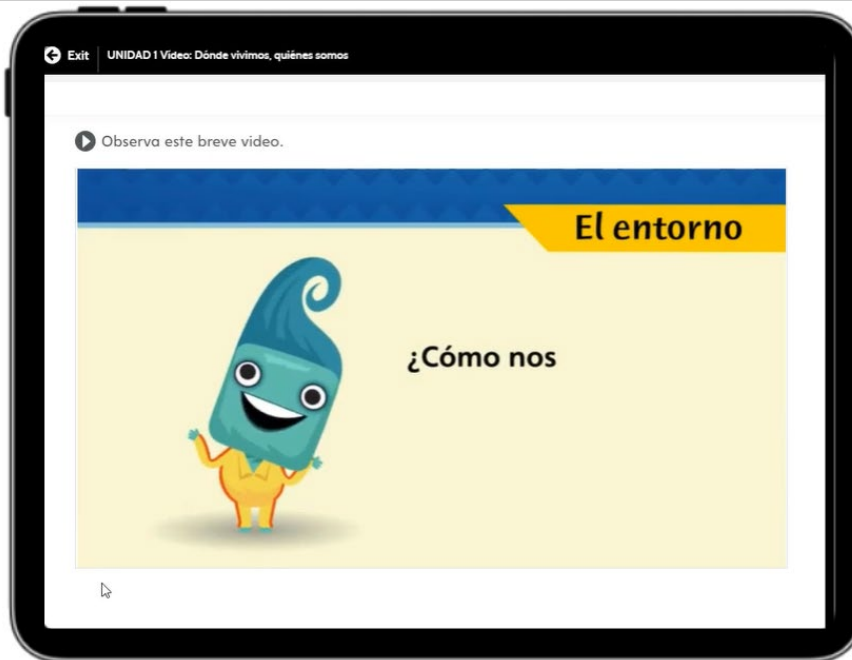 Exit UNIDAD 1 Video: Dónde vivimos, quiénes somos
Observa este breve video.
El entorno
¿Cómo nos